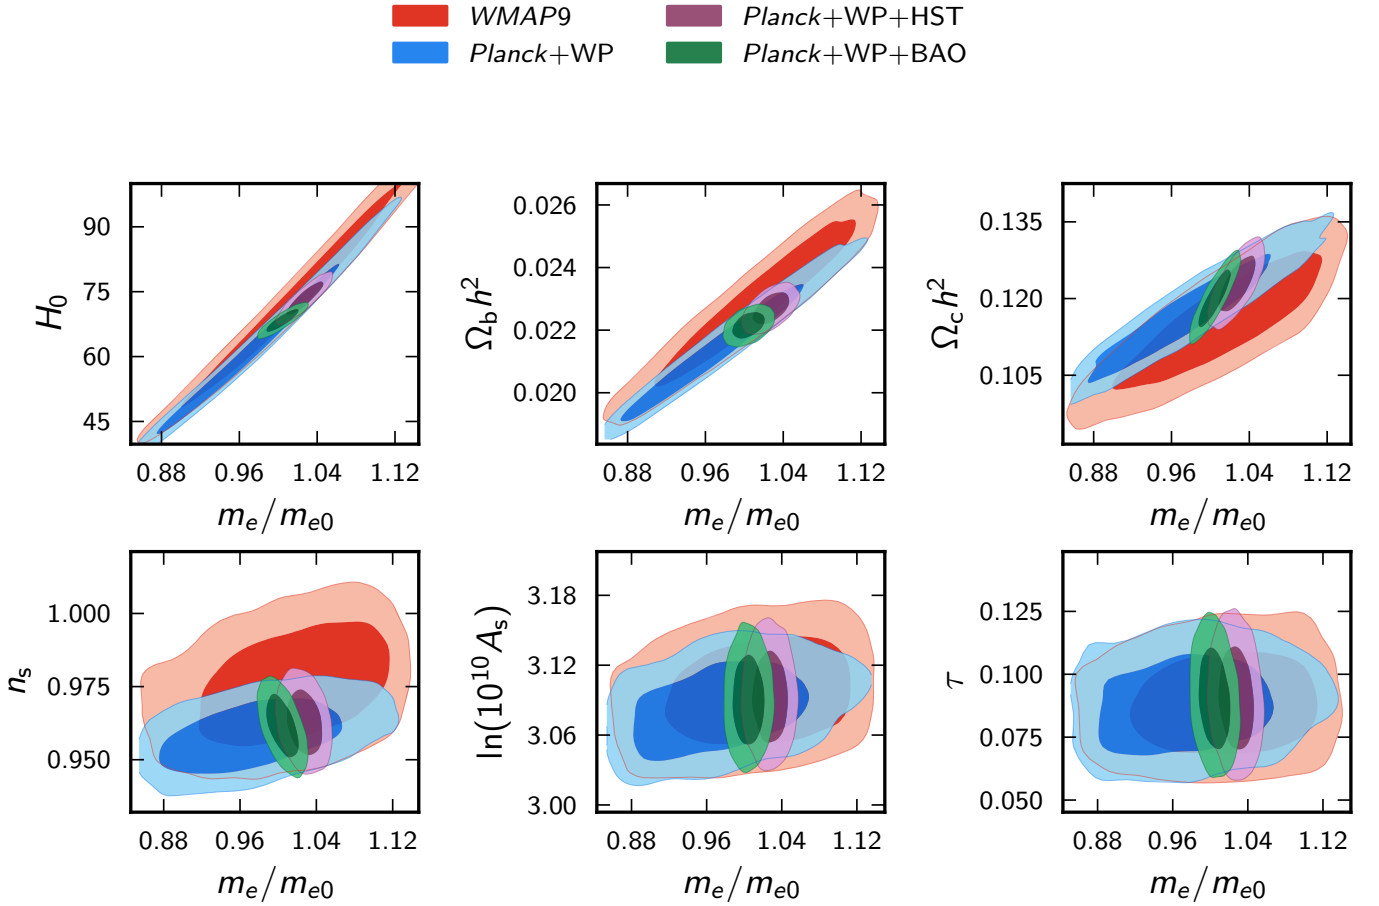 WMAP9 Planck+WP+HST
Planck+WP Planck+WP+BAO
H₀
90
75
60
45
0.88 0.96 1.04 1.12
mₑ/mₑ₀
Ω_b h²
0.026
0.024
0.022
0.020
0.88 0.96 1.04 1.12
mₑ/mₑ₀
Ω_c h²
0.135
0.120
0.105
0.88 0.96 1.04 1.12
mₑ/mₑ₀
nₛ
1.000
0.975
0.950
0.88 0.96 1.04 1.12
mₑ/mₑ₀
ln(10¹⁰Aₛ)
3.18
3.12
3.06
3.00
0.88 0.96 1.04 1.12
mₑ/mₑ₀
τ
0.125
0.100
0.075
0.050
0.88 0.96 1.04 1.12
mₑ/mₑ₀